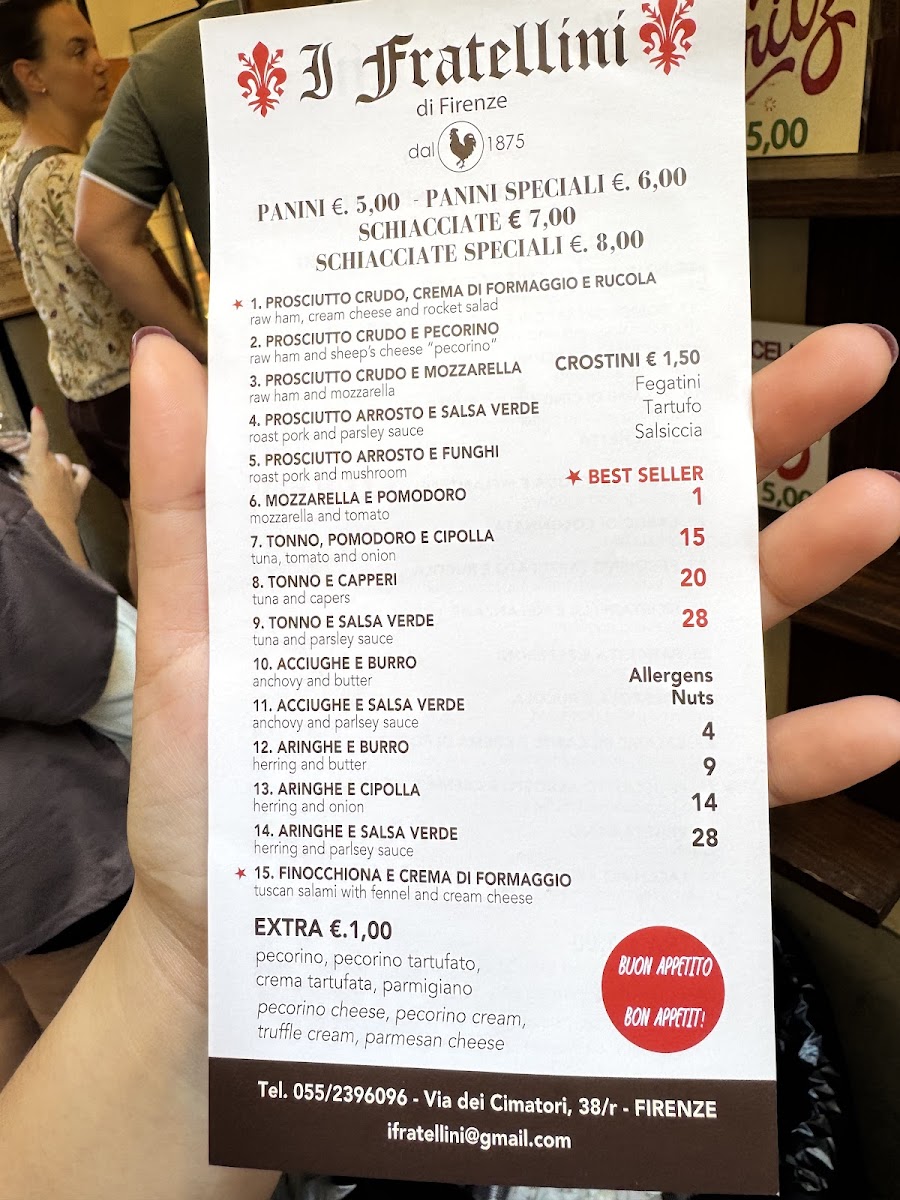 I Fratellini
di Firenze
dal 1875
PANINI €. 5,00 - PANINI SPECIALI €. 6,00
SCHIACCIATE € 7,00
SCHIACCIATE SPECIALI €. 8,00
1. PROSCIUTTO CRUDO, CREMA DI FORMAGGIO E RUCOLA
raw ham, cream cheese and rocket salad
2. PROSCIUTTO CRUDO E PECORINO
raw ham and sheep's cheese "pecorino"
3. PROSCIUTTO CRUDO E MOZZARELLA
raw ham and mozzarella
4. PROSCIUTTO ARROSTO E SALSA VERDE
roast pork and parsley sauce
5. PROSCIUTTO ARROSTO E FUNGHI
roast pork and mushroom
6. MOZZARELLA E POMODORO
mozzarella and tomato
7. TONNO, POMODORO E CIPOLLA
tuna, tomato and onion
8. TONNO E CAPPERI
tuna and capers
9. TONNO E SALSA VERDE
tuna and parsley sauce
10. ACCIUGHE E BURRO
anchovy and butter
11. ACCIUGHE E SALSA VERDE
anchovy and parlsey sauce
12. ARINGHE E BURRO
herring and butter
13. ARINGHE E CIPOLLA
herring and onion
14. ARINGHE E SALSA VERDE
herring and parlsey sauce
15. FINOCCHIONA E CREMA DI FORMAGGIO
tuscan salami with fennel and cream cheese
CROSTINI € 1,50
Fegatini
Tartufo
Salsiccia
BEST SELLER
1
15
20
28
Allergens
Nuts
4
9
14
28
EXTRA €.1,00
pecorino, pecorino tartufato,
crema tartufata, parmigiano
pecorino cheese, pecorino cream,
truffle cream, parmesan cheese
BUON APPETITO
BON APPETIT!
Tel. 055/2396096 - Via dei Cimatori, 38/r - FIRENZE
ifratellini@gmail.com
5,00
5,00